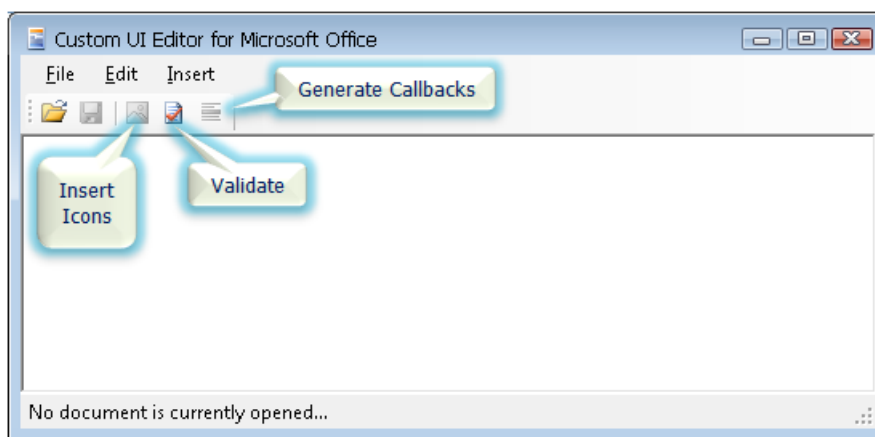 Custom UI Editor for Microsoft Office
File Edit Insert
Generate Callbacks
Insert
Icons
Validate
No document is currently opened...